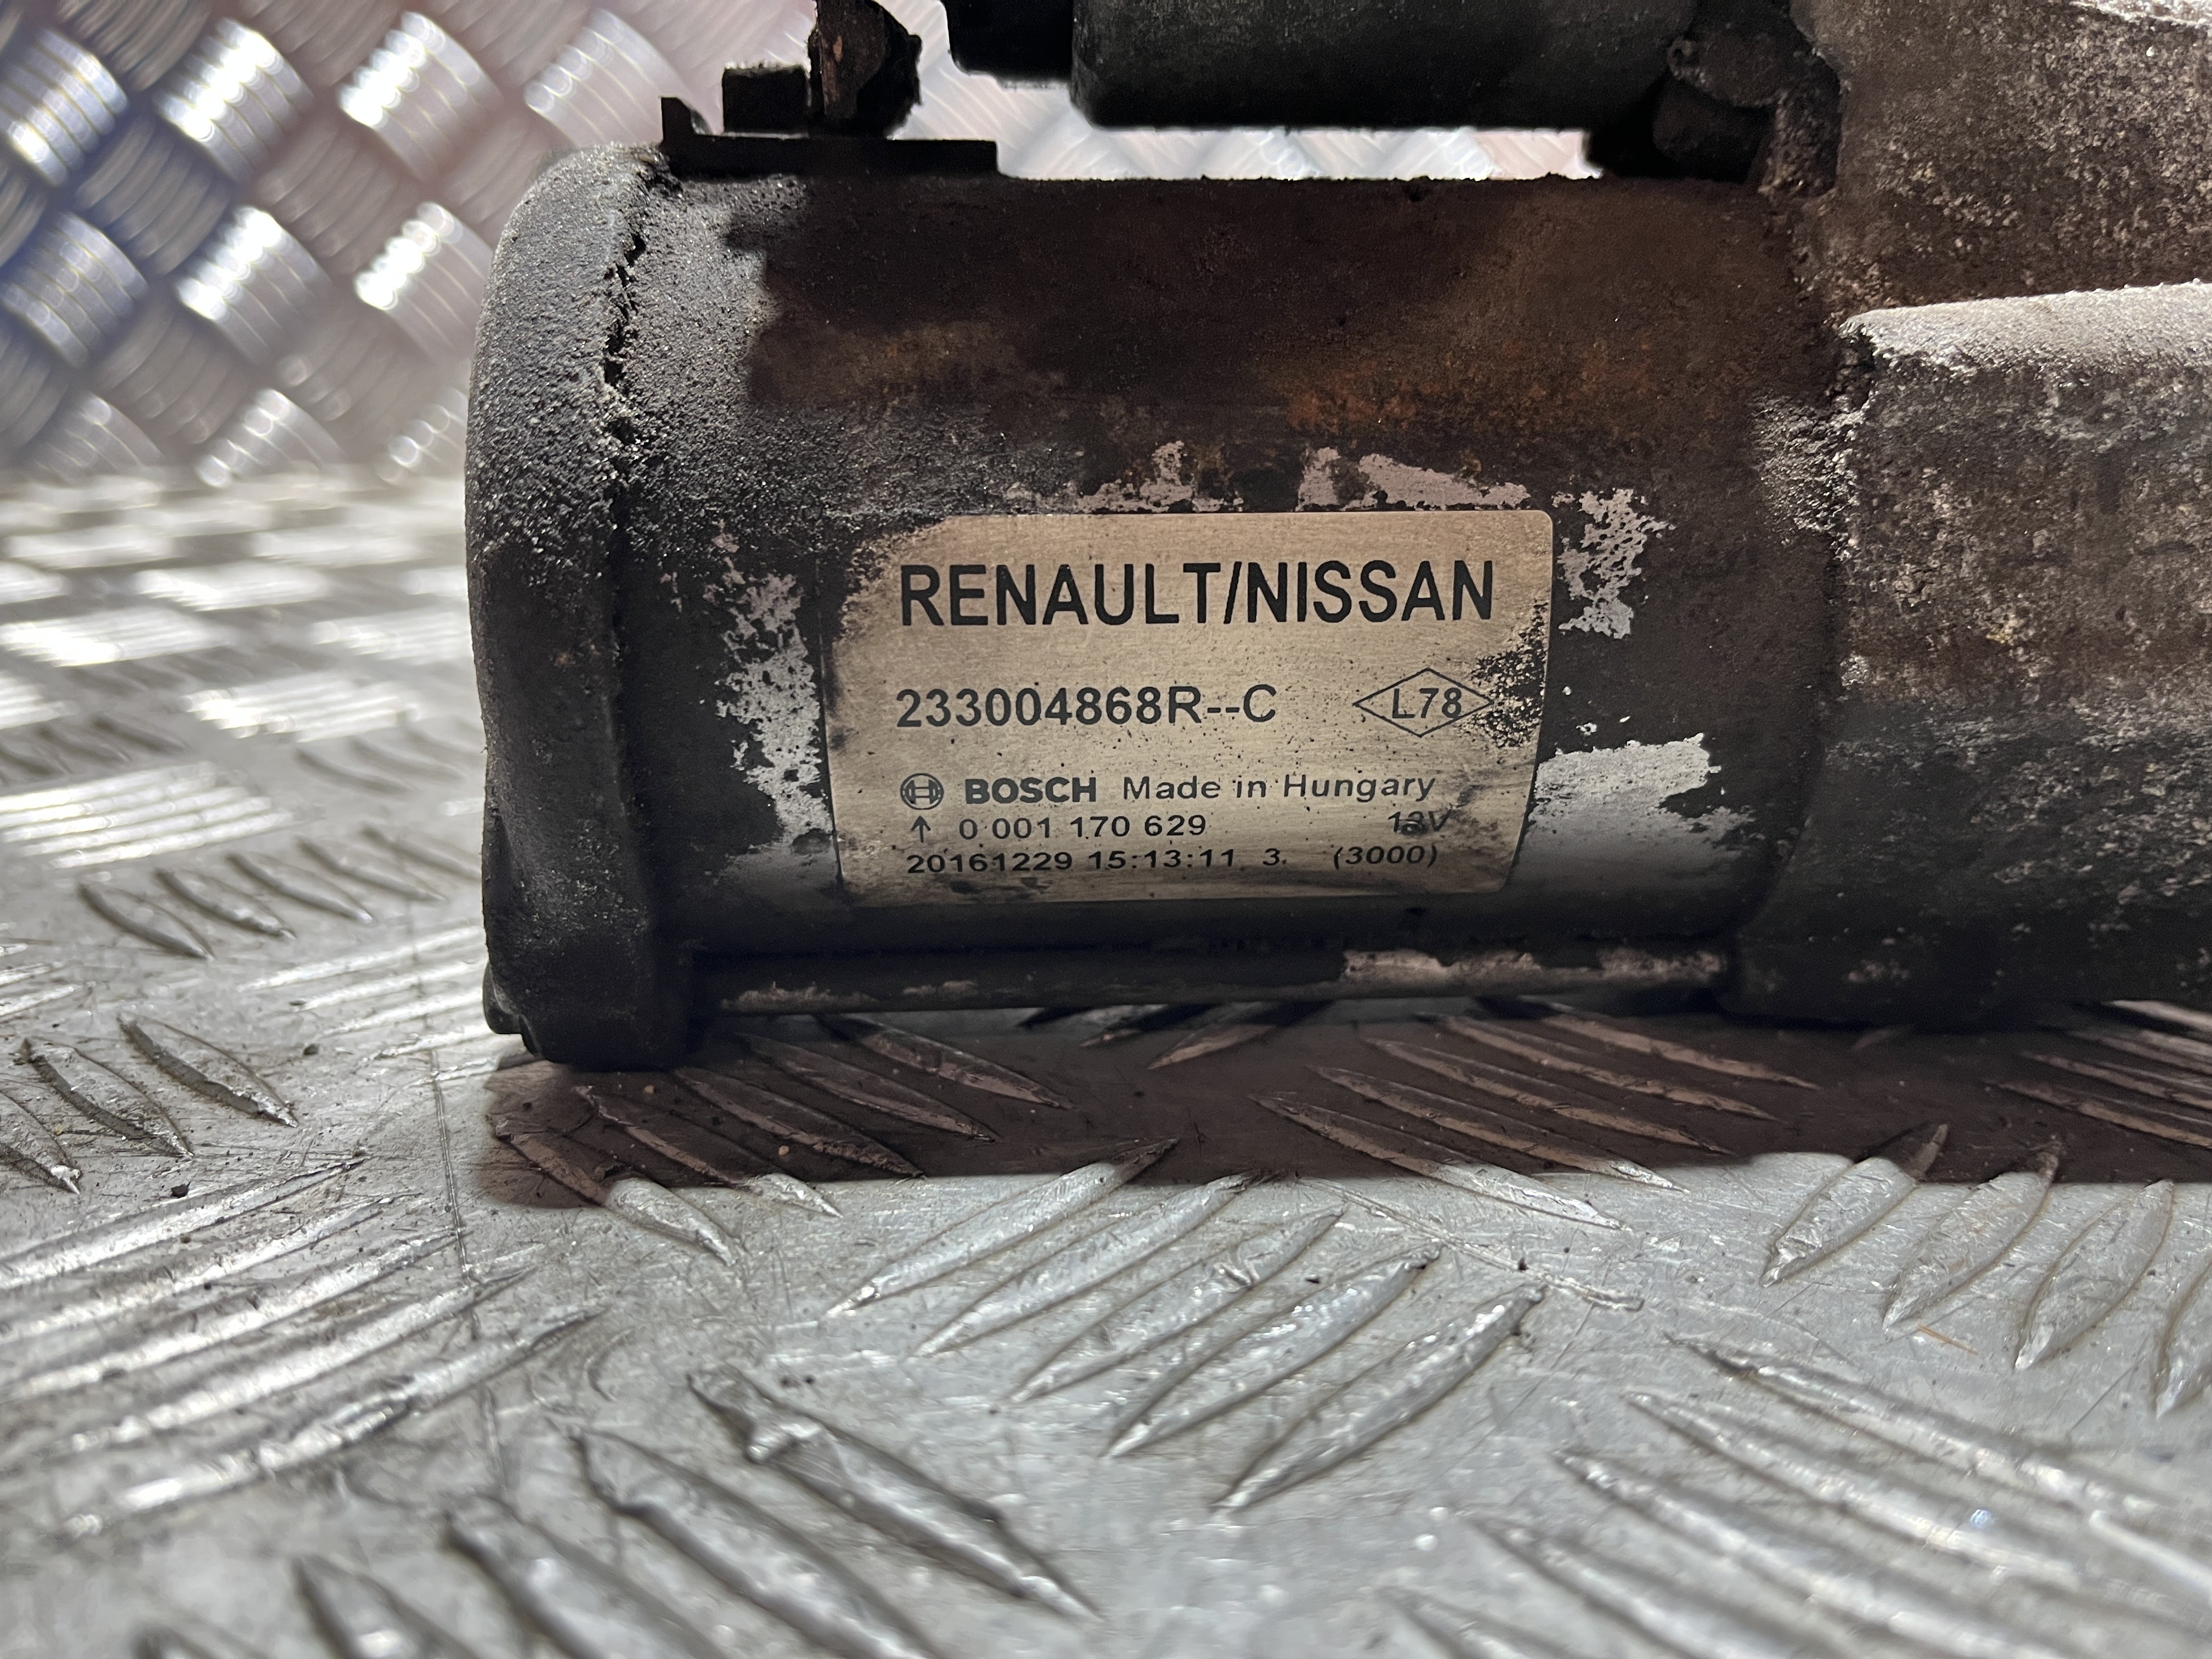 RENAULT/NISSAN
233004868R--C L78
BOSCH Made in Hungary
↑ 0 001 170 629 12V
20161229 15:13:11 3. (3000)